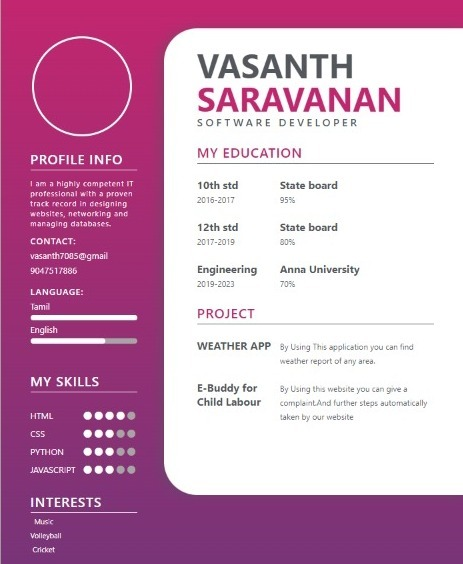 VASANTH
SARAVANAN
SOFTWARE DEVELOPER
PROFILE INFO
I am a highly competent IT
professional with a proven
track record in designing
websites, networking and
managing databases.
CONTACT:
vasanth7085@gmail
9047517886
LANGUAGE:
Tamil
English
MY SKILLS
HTML
CSS
PYTHON
JAVASCRIPT
INTERESTS
Music
Volleyball
Cricket
MY EDUCATION
10th std State board
2016-2017 95%
12th std State board
2017-2019 80%
Engineering Anna University
2019-2023 70%
PROJECT
WEATHER APP By Using This application you can find
weather report of any area.
E-Buddy for By Using this website you can give a
Child Labour complaint.And further steps automatically
taken by our website